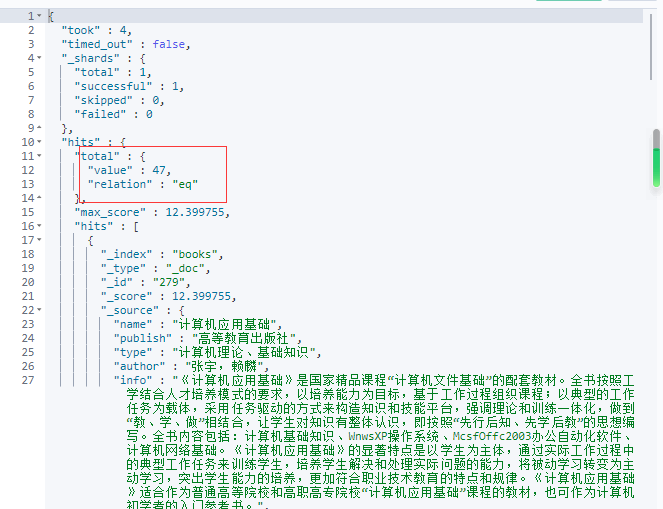 1 {
2 "took" : 4,
3 "timed_out" : false,
4 "_shards" : {
5 "total" : 1,
6 "successful" : 1,
7 "skipped" : 0,
8 "failed" : 0
9 },
10 "hits" : {
11 "total" : {
12 "value" : 47,
13 "relation" : "eq"
14 },
15 "max_score" : 12.399755,
16 "hits" : [
17 {
18 "_index" : "books",
19 "_type" : "_doc",
20 "_id" : "279",
21 "_score" : 12.399755,
22 "_source" : {
23 "name" : "计算机应用基础",
24 "publish" : "高等教育出版社",
25 "type" : "计算机理论、基础知识",
26 "author" : "张宇，赖麟",
27 "info" : "《计算机应用基础》是国家精品课程“计算机文件基础”的配套教材。全书按照工
学结合人才培养模式的要求，以培养能力为目标，基于工作过程组织课程；以典型的工作
任务为载体，采用任务驱动的方式来构造知识和技能平台，强调理论和训练一体化，做到
“教、学、做”相结合，让学生对知识有整体认识，即按照“先行后知、先学后教”的思想编
写。全书内容包括：计算机基础知识、WnwsXP操作系统、McsfOffc2003办公自动化软件、
计算机网络基础。《计算机应用基础》的显著特点是以学生为主体，通过实际工作过程中
的典型工作任务来训练学生，培养学生解决和处理实际问题的能力，将被动学习转变为主
动学习，突出学生能力的培养，更加符合职业技术教育的特点和规律。《计算机应用基础
》适合作为普通高等院校和高职高专院校“计算机应用基础”课程的教材，也可作为计算机
初学者的入门参考书。",